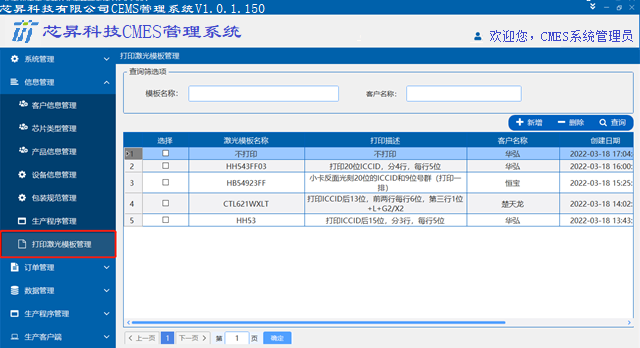 芯昇科技有限公司CEMS管理系统V1.0.1.150
芯昇科技CMES管理系统
欢迎您，CMES系统管理员
系统管理
信息管理
客户信息管理
芯片类型管理
产品信息管理
设备信息管理
包装规范管理
生产程序管理
打印激光模板管理
订单管理
数据管理
生产程序管理
生产客户端
打印激光模板管理
查询筛选项
模板名称：
客户名称：
新增 删除 查询
选择 激光模板名称 打印描述 客户名称 创建日期
1 不打印 不打印 华弘 2022-03-18 17:04:
2 HH543FF03 打印20位ICCID，分4行，每行5位 华弘 2022-03-18 16:00:
3 HB54923FF 小卡反面光刻20位的ICCID和9位号群（打印一排） 恒宝 2022-03-18 15:25:
4 CTL621WXLT 打印ICCID后13位，前两行每行6位，第三行1位+L+G2/X2 楚天龙 2022-03-18 14:02:
5 HH53 打印ICCID后15位，分3行，每行5位 华弘 2022-03-18 13:43:
上一页 1 下一页 第 1 页 确定